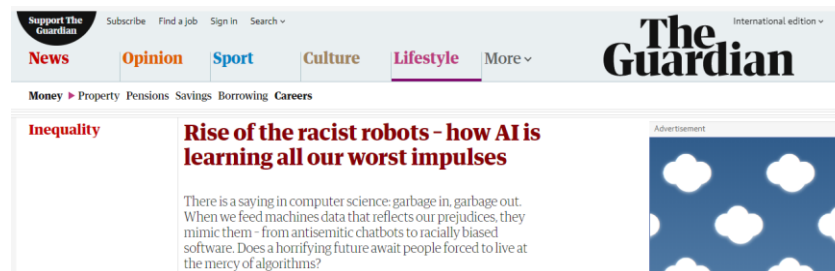 Support The
Guardian
Subscribe Find a job Sign in Search
International edition
The
Guardian
News Opinion Sport Culture Lifestyle More
Money Property Pensions Savings Borrowing Careers
Inequality
Rise of the racist robots – how AI is
learning all our worst impulses
Advertisement
There is a saying in computer science: garbage in, garbage out.
When we feed machines data that reflects our prejudices, they
mimic them – from antisemitic chatbots to racially biased
software. Does a horrifying future await people forced to live at
the mercy of algorithms?